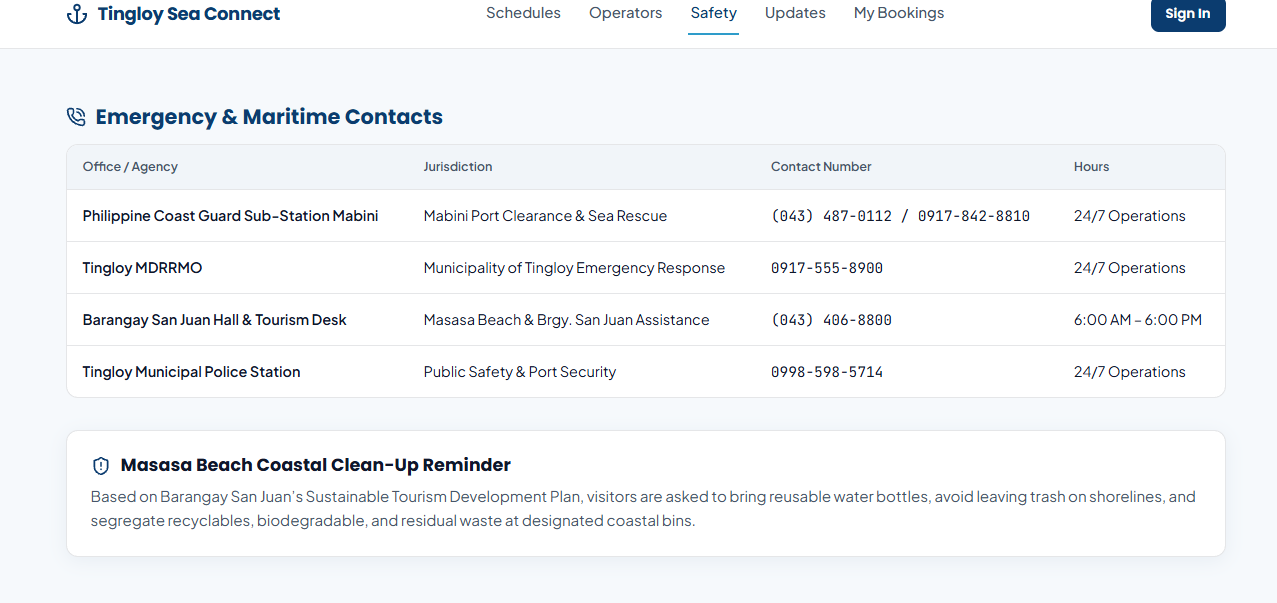 Tingloy Sea Connect Schedules Operators Safety Updates My Bookings Sign In
Emergency & Maritime Contacts
Office / Agency Jurisdiction Contact Number Hours
Philippine Coast Guard Sub-Station Mabini Mabini Port Clearance & Sea Rescue (043) 487-0112 / 0917-842-8810 24/7 Operations
Tingloy MDRRMO Municipality of Tingloy Emergency Response 0917-555-8900 24/7 Operations
Barangay San Juan Hall & Tourism Desk Masasa Beach & Brgy. San Juan Assistance (043) 406-8800 6:00 AM – 6:00 PM
Tingloy Municipal Police Station Public Safety & Port Security 0998-598-5714 24/7 Operations
Masasa Beach Coastal Clean-Up Reminder
Based on Barangay San Juan's Sustainable Tourism Development Plan, visitors are asked to bring reusable water bottles, avoid leaving trash on shorelines, and
segregate recyclables, biodegradable, and residual waste at designated coastal bins.